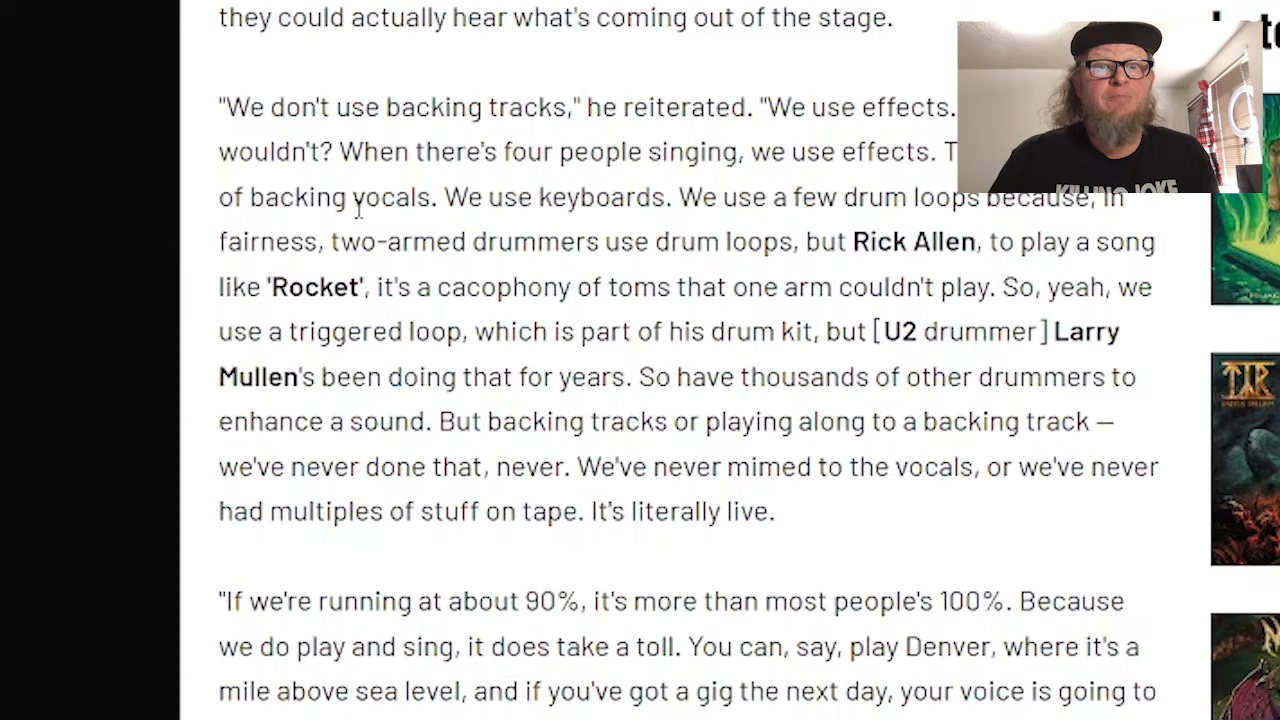 they could actually hear what's coming out of the stage.
"We don't use backing tracks," he reiterated. "We use effects.
wouldn't? When there's four people singing, we use effects. T
of backing vocals. We use keyboards. We use a few drum loops because, in
fairness, two-armed drummers use drum loops, but Rick Allen, to play a song
like 'Rocket', it's a cacophony of toms that one arm couldn't play. So, yeah, we
use a triggered loop, which is part of his drum kit, but [U2 drummer] Larry
Mullen's been doing that for years. So have thousands of other drummers to
enhance a sound. But backing tracks or playing along to a backing track —
we've never done that, never. We've never mimed to the vocals, or we've never
had multiples of stuff on tape. It's literally live.
"If we're running at about 90%, it's more than most people's 100%. Because
we do play and sing, it does take a toll. You can, say, play Denver, where it's a
mile above sea level, and if you've got a gig the next day, your voice is going to
KILLING JOKE
TÝR